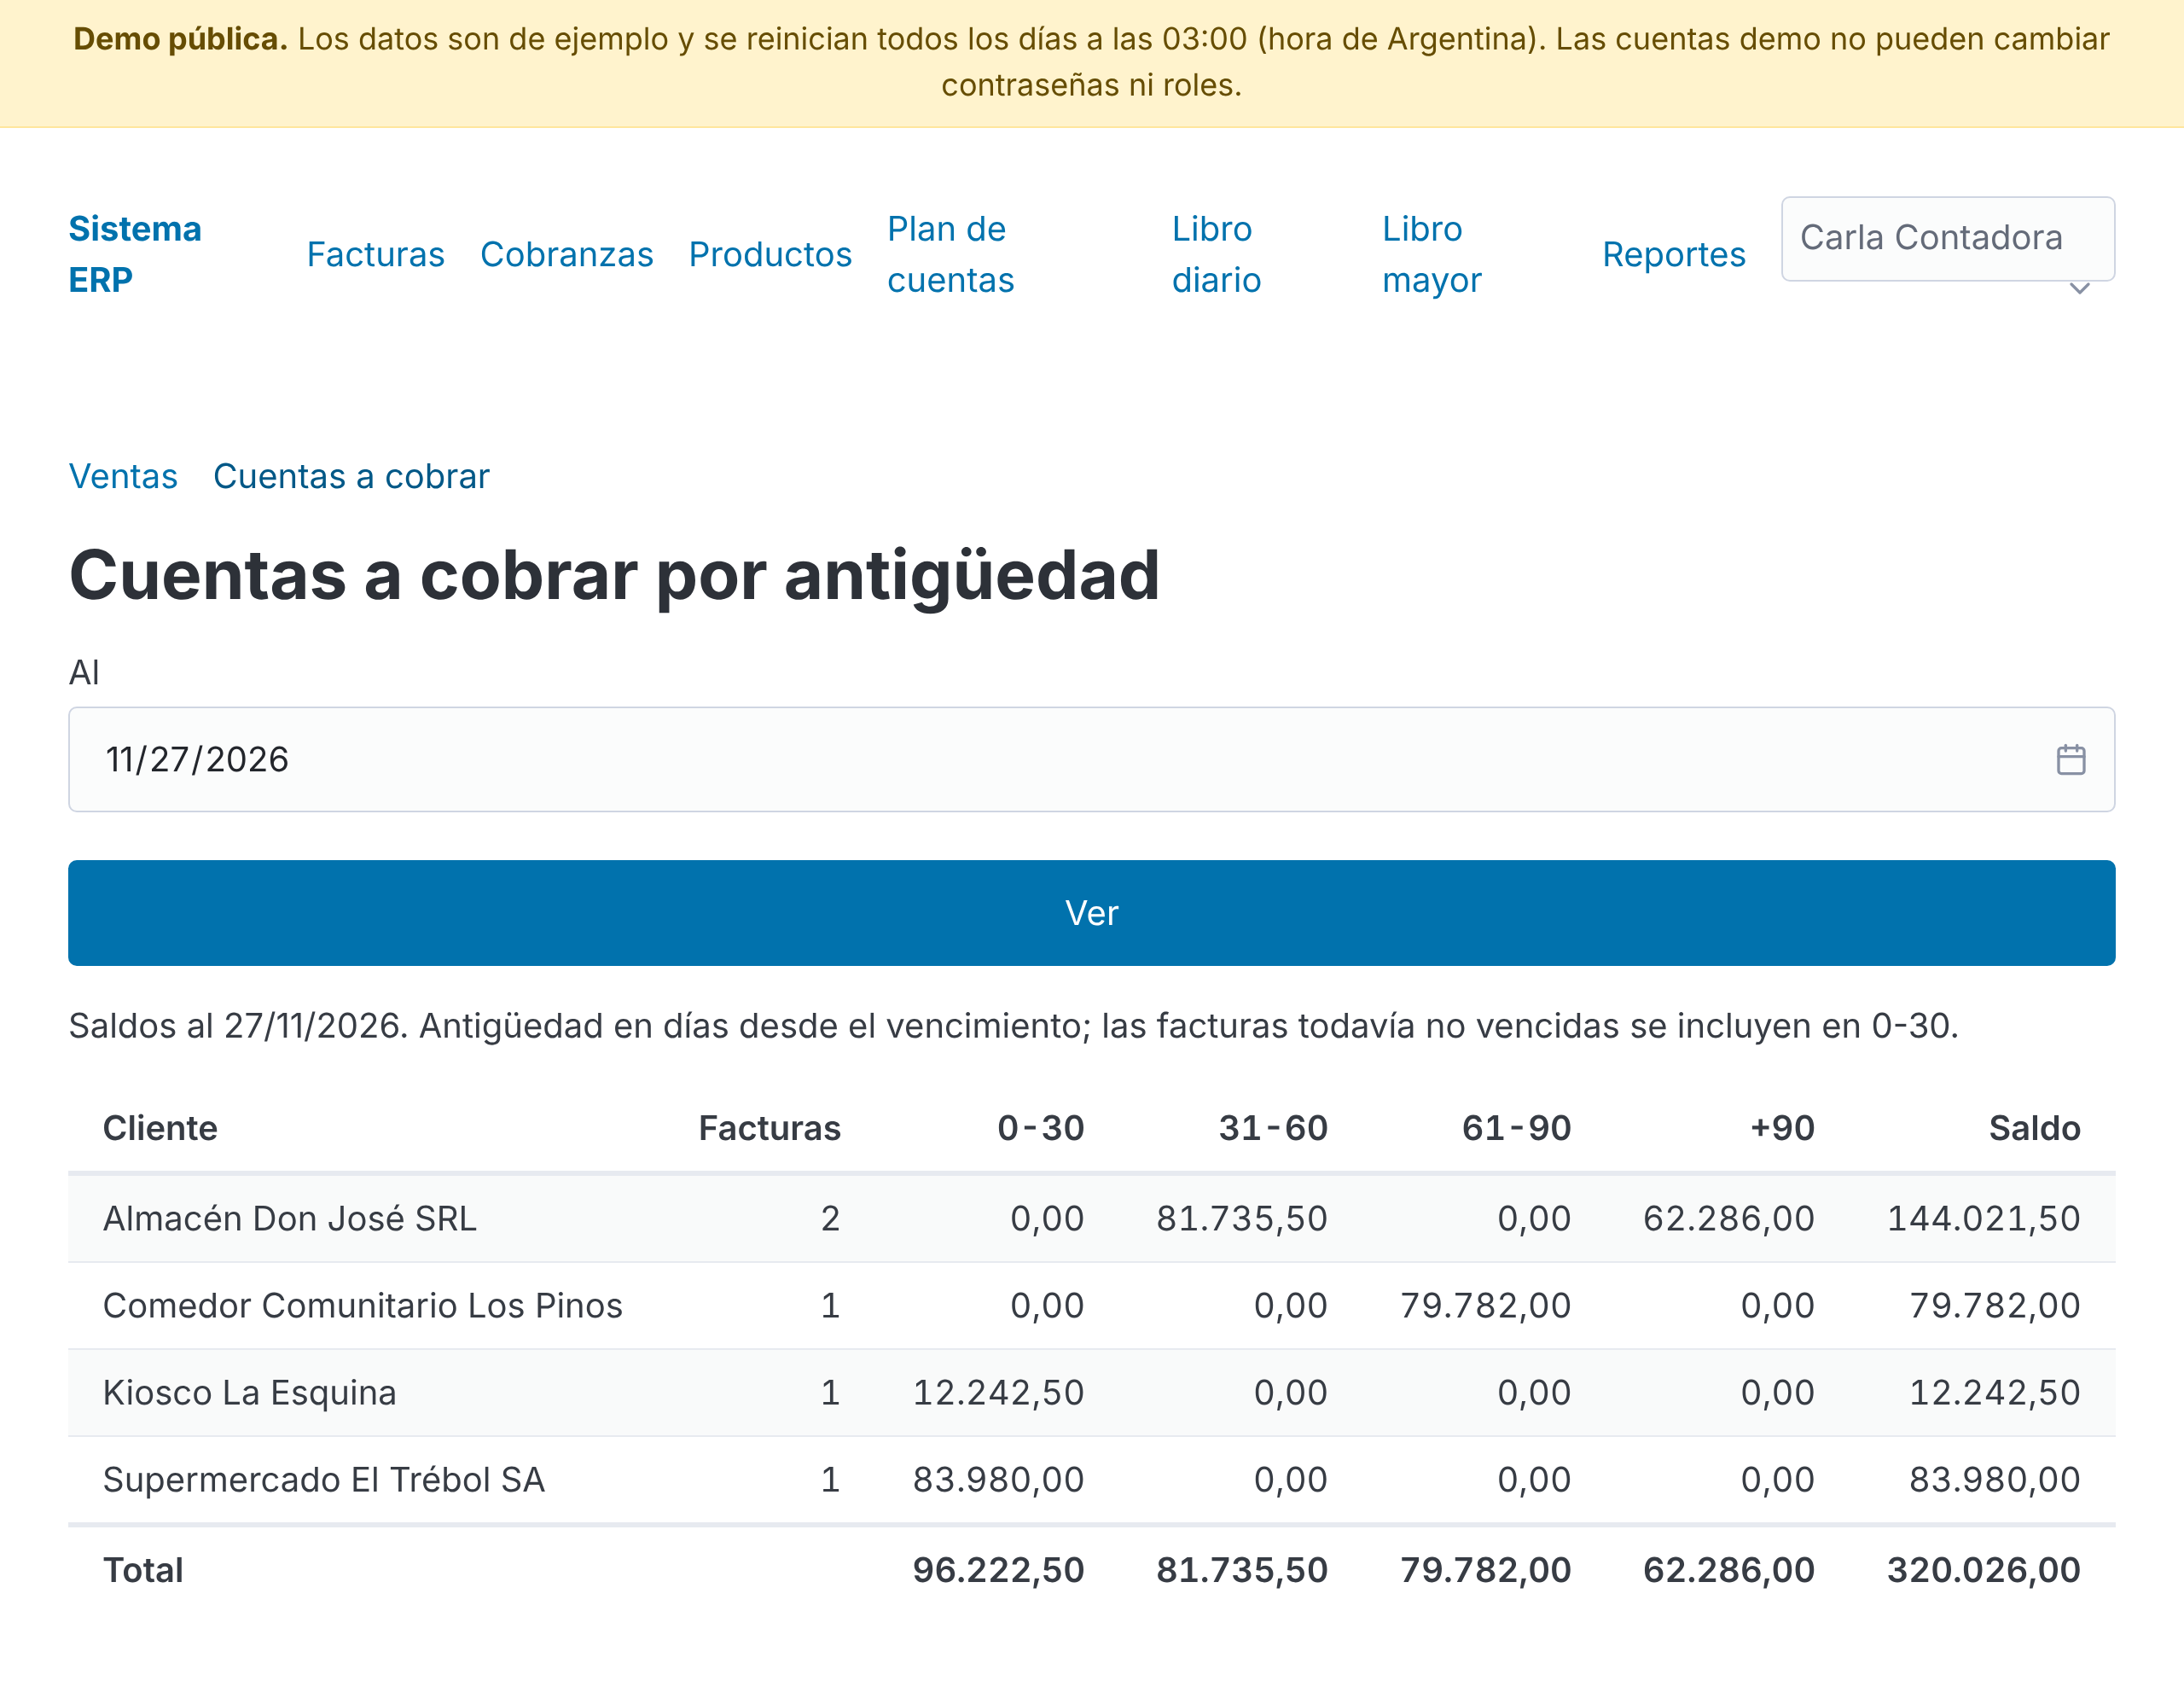 Demo pública. Los datos son de ejemplo y se reinician todos los días a las 03:00 (hora de Argentina). Las cuentas demo no pueden cambiar
contraseñas ni roles.
Sistema ERP
Facturas
Cobranzas
Productos
Plan de cuentas
Libro diario
Libro mayor
Reportes
Carla Contadora
Ventas Cuentas a cobrar
Cuentas a cobrar por antigüedad
Al
11/27/2026
Ver
Saldos al 27/11/2026. Antigüedad en días desde el vencimiento; las facturas todavía no vencidas se incluyen en 0-30.
Cliente Facturas 0-30 31-60 61-90 +90 Saldo
Almacén Don José SRL 2 0,00 81.735,50 0,00 62.286,00 144.021,50
Comedor Comunitario Los Pinos 1 0,00 0,00 79.782,00 0,00 79.782,00
Kiosco La Esquina 1 12.242,50 0,00 0,00 0,00 12.242,50
Supermercado El Trébol SA 1 83.980,00 0,00 0,00 0,00 83.980,00
Total 96.222,50 81.735,50 79.782,00 62.286,00 320.026,00